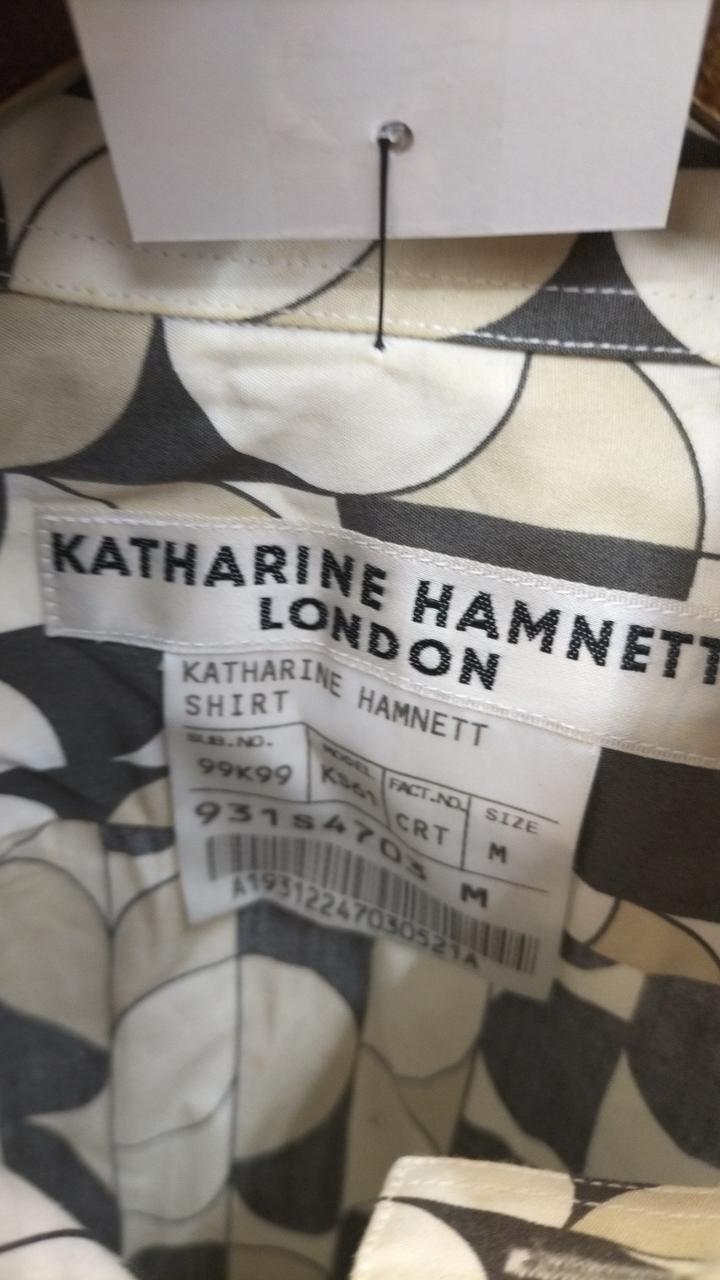 KATHARINE HAMNETT
LONDON
KATHARINE HAMNETT
SHIRT
SUB.NO. MODEL FACT.NO. SIZE
99K99 KS61 CRT M
931S4703 M
A19312247030521A